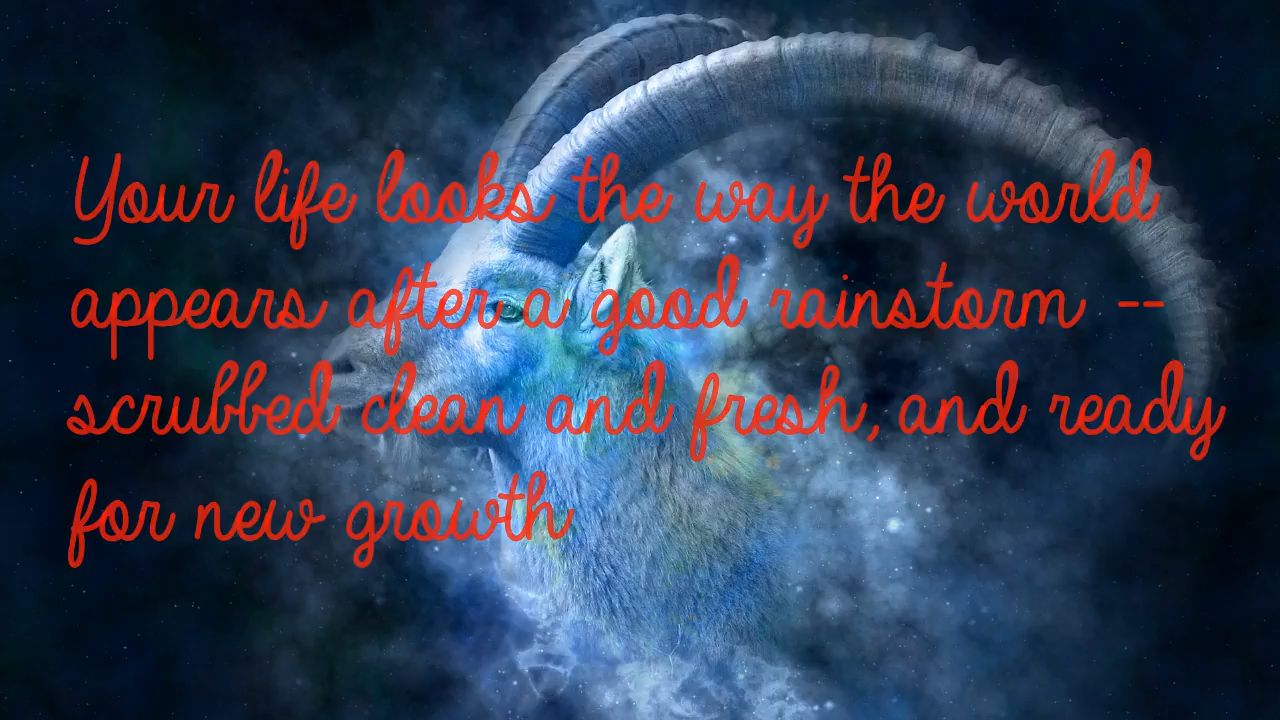 Your life looks the way the world
appears after a good rainstorm --
scrubbed clean and fresh, and ready
for new growth